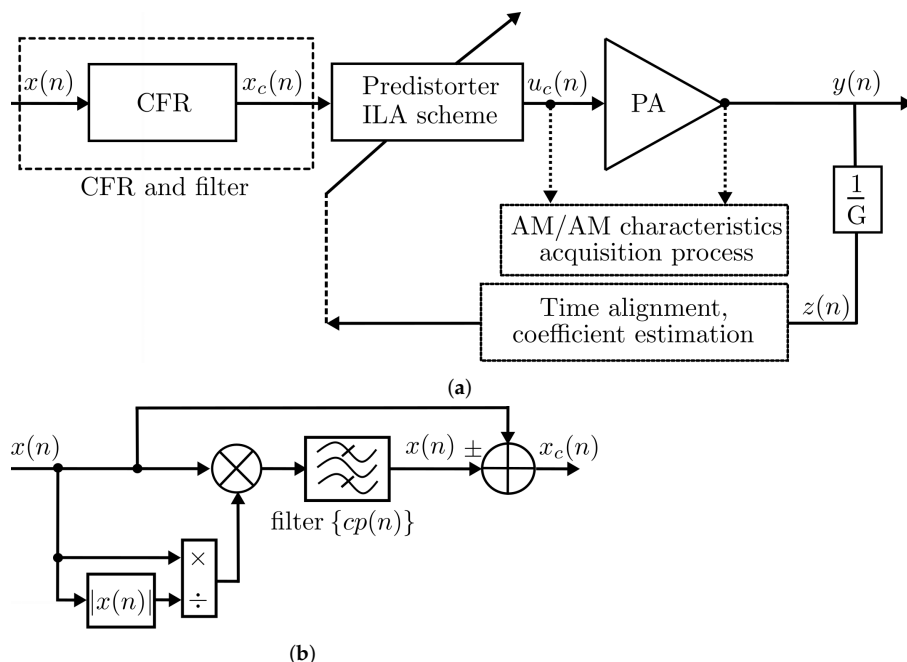 x(n)
CFR
x_c(n)
CFR and filter
Predistorter
ILA scheme
u_c(n)
PA
y(n)
1
G
AM/AM characteristics
acquisition process
Time alignment,
coefficient estimation
z(n)
(a)
x(n)
x(n)
±
x_c(n)
filter {cp(n)}
×
÷
|x(n)|
(b)